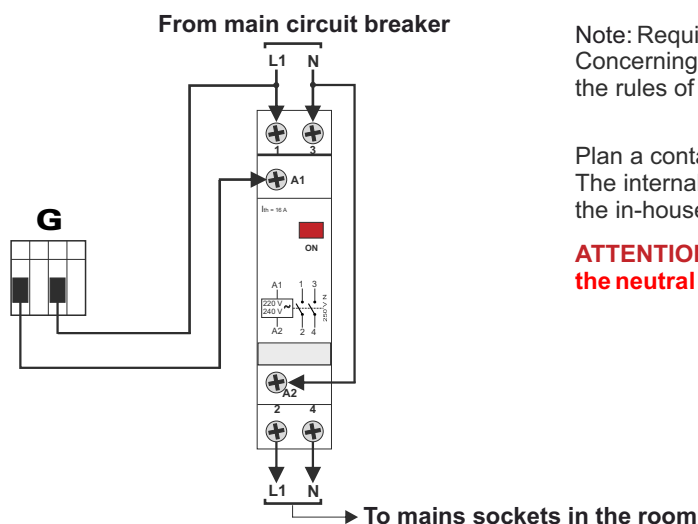 From main circuit breaker
L1 N
1 3
A1
In = 16 A
ON
G
A1 1 3
220 V
240 V ~
250 V Z
A2 2 4
A2
2 4
L1 N
To mains sockets in the room
Note: Requi
Concerning
the rules of
Plan a conta
The interna
the in-house
ATTENTION
the neutral